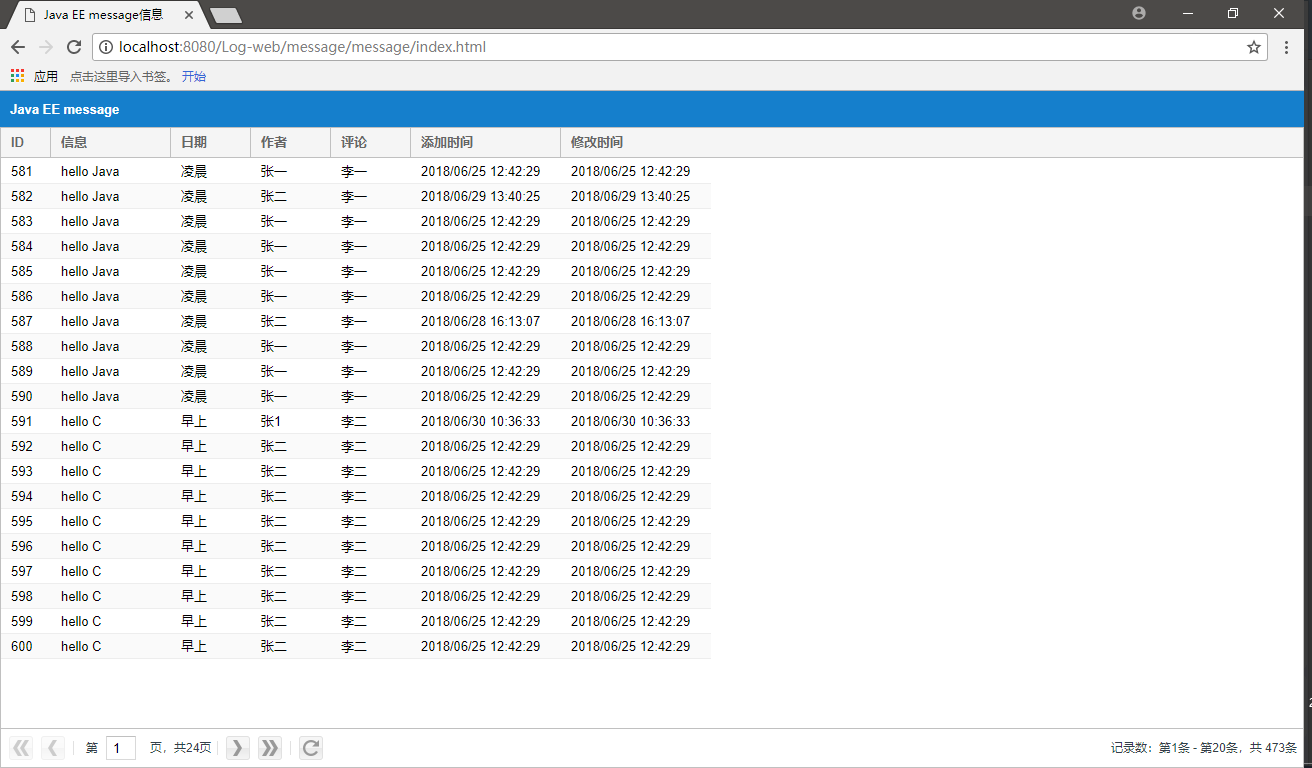 Java EE message信息
localhost:8080/Log-web/message/message/index.html
应用 点击这里导入书签。 开始
Java EE message
ID 信息 日期 作者 评论 添加时间 修改时间
581 hello Java 凌晨 张一 李一 2018/06/25 12:42:29 2018/06/25 12:42:29
582 hello Java 凌晨 张二 李一 2018/06/29 13:40:25 2018/06/29 13:40:25
583 hello Java 凌晨 张一 李一 2018/06/25 12:42:29 2018/06/25 12:42:29
584 hello Java 凌晨 张一 李一 2018/06/25 12:42:29 2018/06/25 12:42:29
585 hello Java 凌晨 张一 李一 2018/06/25 12:42:29 2018/06/25 12:42:29
586 hello Java 凌晨 张一 李一 2018/06/25 12:42:29 2018/06/25 12:42:29
587 hello Java 凌晨 张二 李一 2018/06/28 16:13:07 2018/06/28 16:13:07
588 hello Java 凌晨 张一 李一 2018/06/25 12:42:29 2018/06/25 12:42:29
589 hello Java 凌晨 张一 李一 2018/06/25 12:42:29 2018/06/25 12:42:29
590 hello Java 凌晨 张一 李一 2018/06/25 12:42:29 2018/06/25 12:42:29
591 hello C 早上 张1 李二 2018/06/30 10:36:33 2018/06/30 10:36:33
592 hello C 早上 张二 李二 2018/06/25 12:42:29 2018/06/25 12:42:29
593 hello C 早上 张二 李二 2018/06/25 12:42:29 2018/06/25 12:42:29
594 hello C 早上 张二 李二 2018/06/25 12:42:29 2018/06/25 12:42:29
595 hello C 早上 张二 李二 2018/06/25 12:42:29 2018/06/25 12:42:29
596 hello C 早上 张二 李二 2018/06/25 12:42:29 2018/06/25 12:42:29
597 hello C 早上 张二 李二 2018/06/25 12:42:29 2018/06/25 12:42:29
598 hello C 早上 张二 李二 2018/06/25 12:42:29 2018/06/25 12:42:29
599 hello C 早上 张二 李二 2018/06/25 12:42:29 2018/06/25 12:42:29
600 hello C 早上 张二 李二 2018/06/25 12:42:29 2018/06/25 12:42:29
第 1 页，共24页 记录数：第1条 - 第20条，共 473条